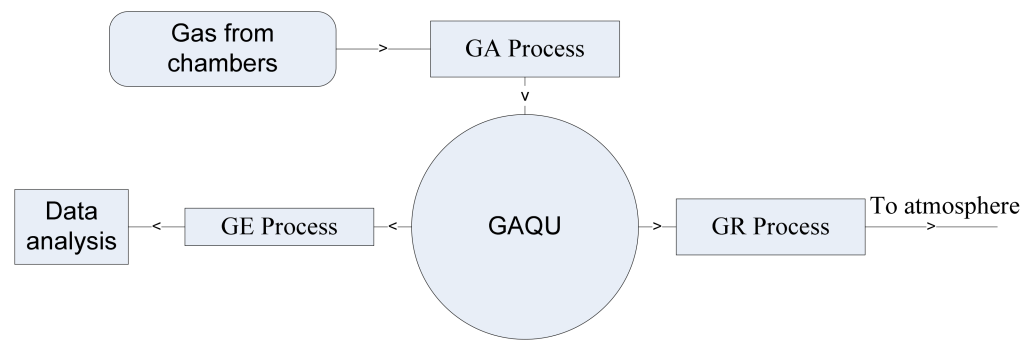 Gas from
chambers
GA Process
Data
analysis
GE Process
GAQU
GR Process
To atmosphere